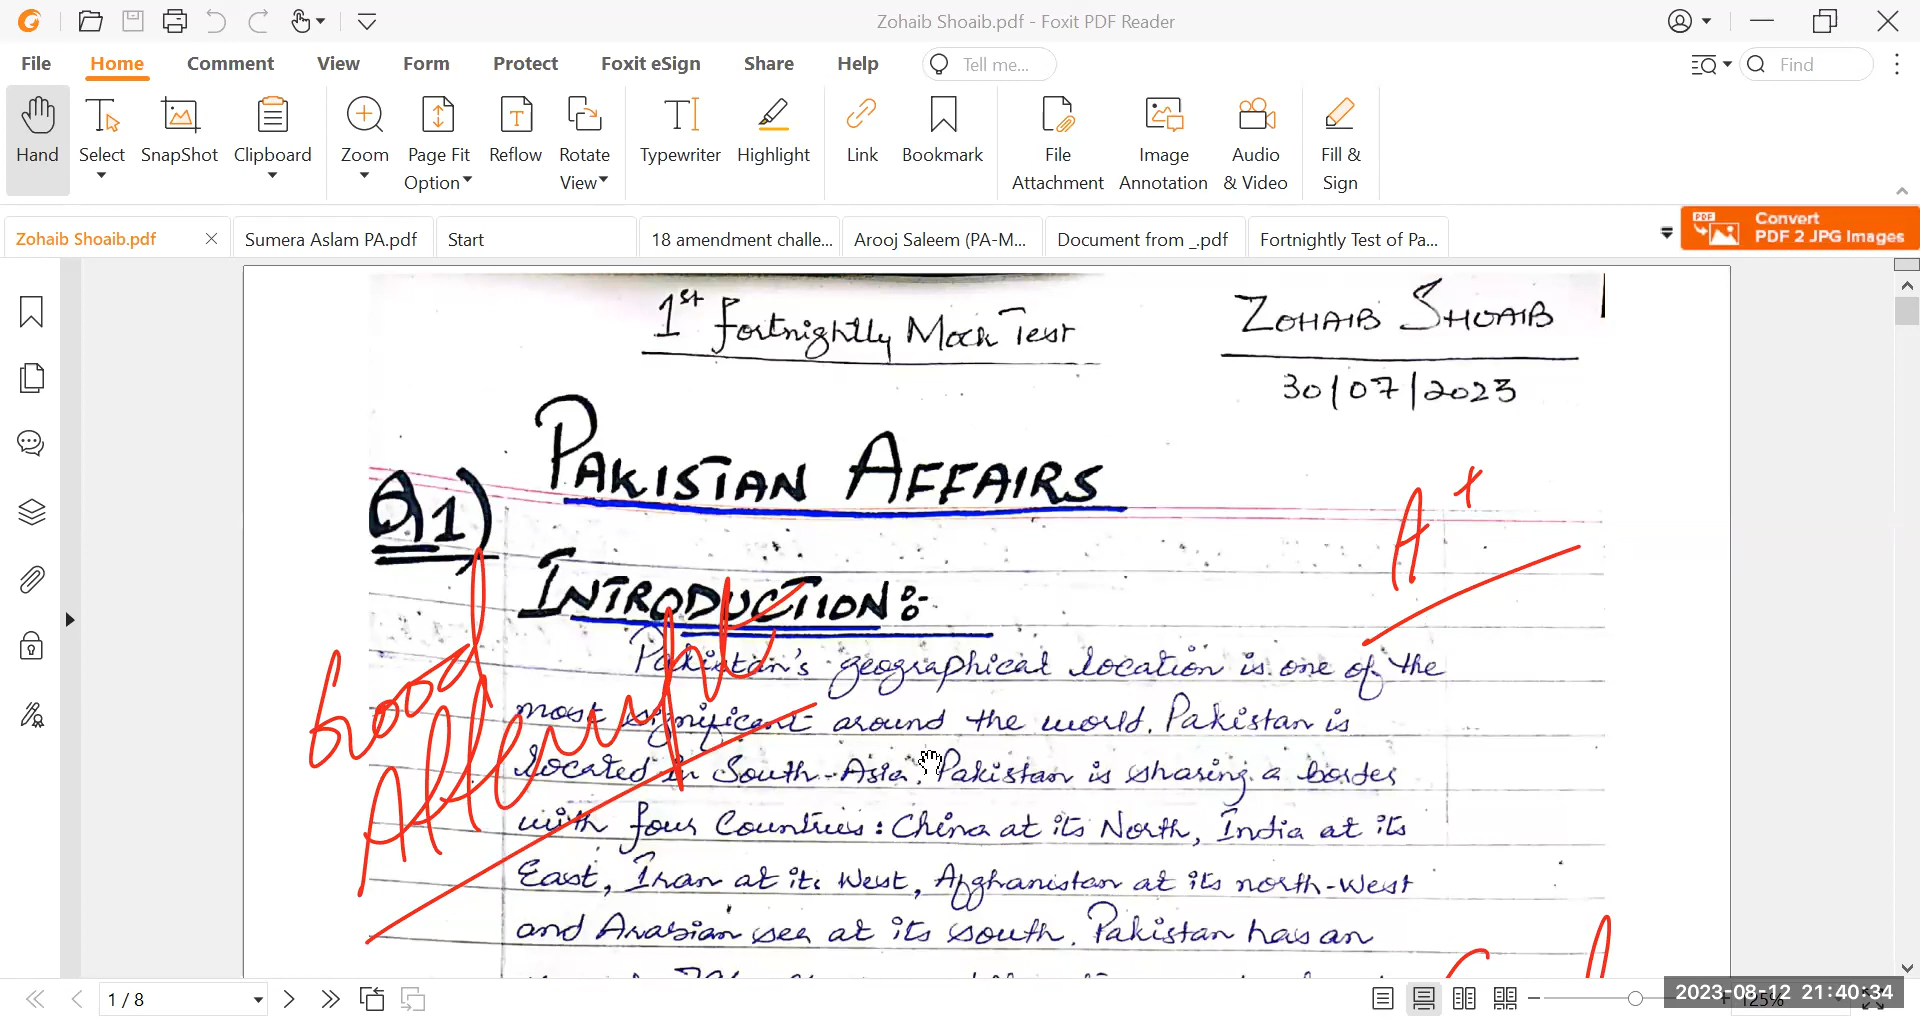 Zohaib Shoaib.pdf - Foxit PDF Reader
File Home Comment View Form Protect Foxit eSign Share Help Tell me... Find
Hand Select SnapShot Clipboard Zoom Page Fit Option Reflow Rotate View Typewriter Highlight Link Bookmark File Attachment Image Annotation Audio & Video Fill & Sign
Zohaib Shoaib.pdf Sumera Aslam PA.pdf Start 18 amendment challe... Arooj Saleem (PA-M... Document from _.pdf Fortnightly Test of Pa...
PDF Convert
PDF 2 JPG Images
1st Fortnightly Mock Test
ZOHAIB SHOAIB
30/07/2023
PAKISTAN AFFAIRS
Q1)
A+
INTRODUCTION:-
Good
Pakistan's geographical location is one of the
most significant around the world. Pakistan is
located in South-Asia. Pakistan is sharing a border
with four Countries: China at its North, India at its
East, Iran at its West, Afghanistan at its north-West
and Arabian sea at its south. Pakistan has an
1 / 8
125%
2023-08-12 21:40:34